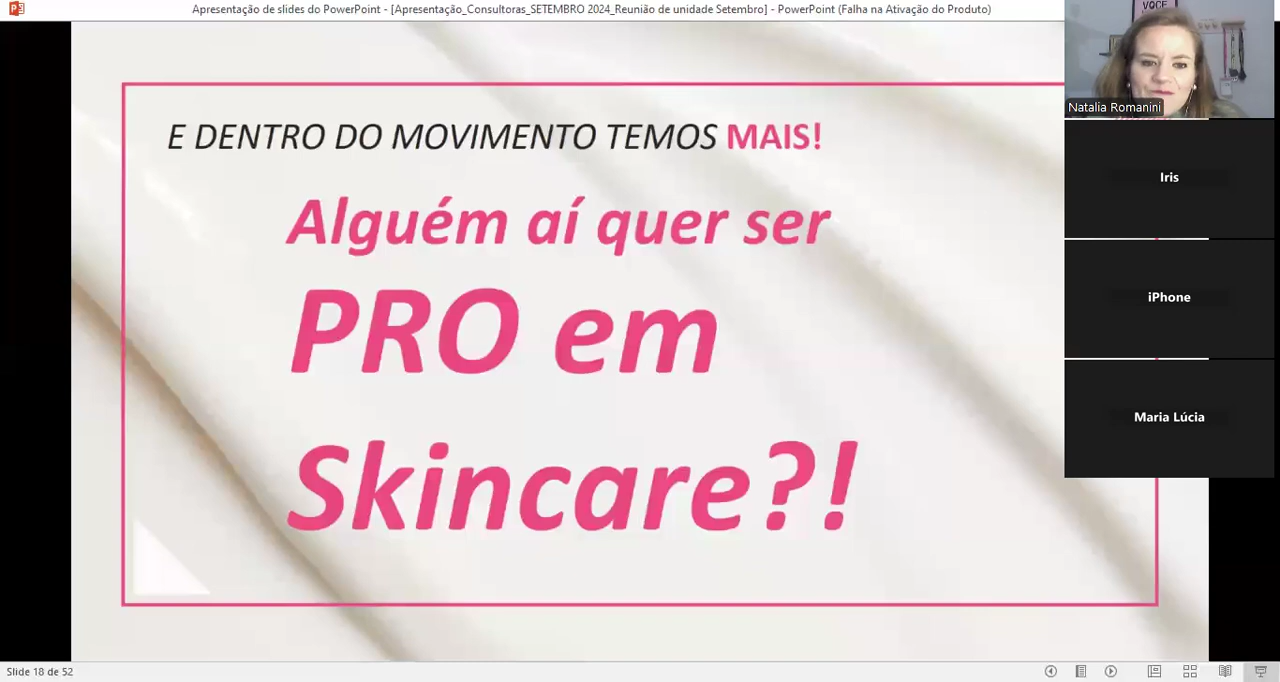 Apresentação de slides do PowerPoint - [Apresentação_Consultoras_SETEMBRO 2024_Reunião de unidade Setembro] - PowerPoint (Falha na Ativação do Produto)
VOCÊ
Natalia Romanini
Iris
iPhone
Maria Lúcia
E DENTRO DO MOVIMENTO TEMOS MAIS!
Alguém aí quer ser
PRO em
Skincare?!
Slide 18 de 52